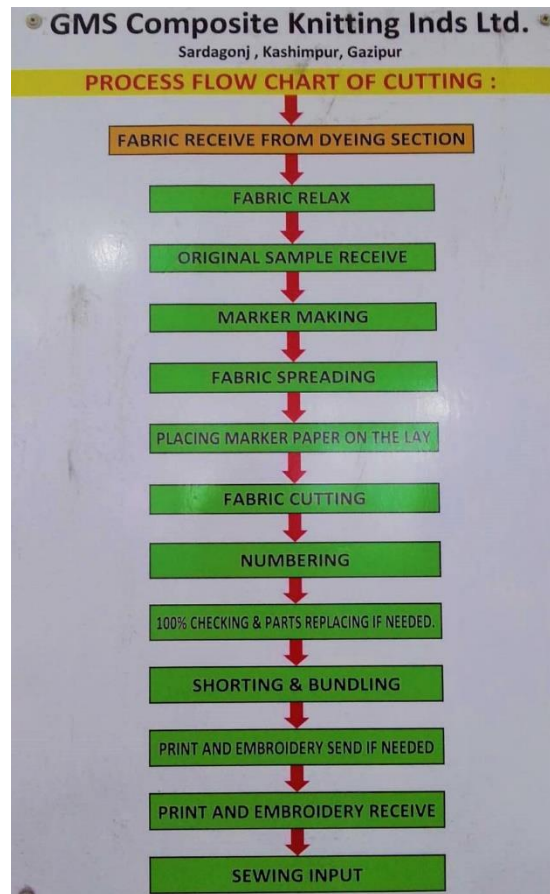 GMS Composite Knitting Inds Ltd.
Sardagonj , Kashimpur, Gazipur
PROCESS FLOW CHART OF CUTTING :
FABRIC RECEIVE FROM DYEING SECTION
FABRIC RELAX
ORIGINAL SAMPLE RECEIVE
MARKER MAKING
FABRIC SPREADING
PLACING MARKER PAPER ON THE LAY
FABRIC CUTTING
NUMBERING
100% CHECKING & PARTS REPLACING IF NEEDED.
SHORTING & BUNDLING
PRINT AND EMBROIDERY SEND IF NEEDED
PRINT AND EMBROIDERY RECEIVE
SEWING INPUT